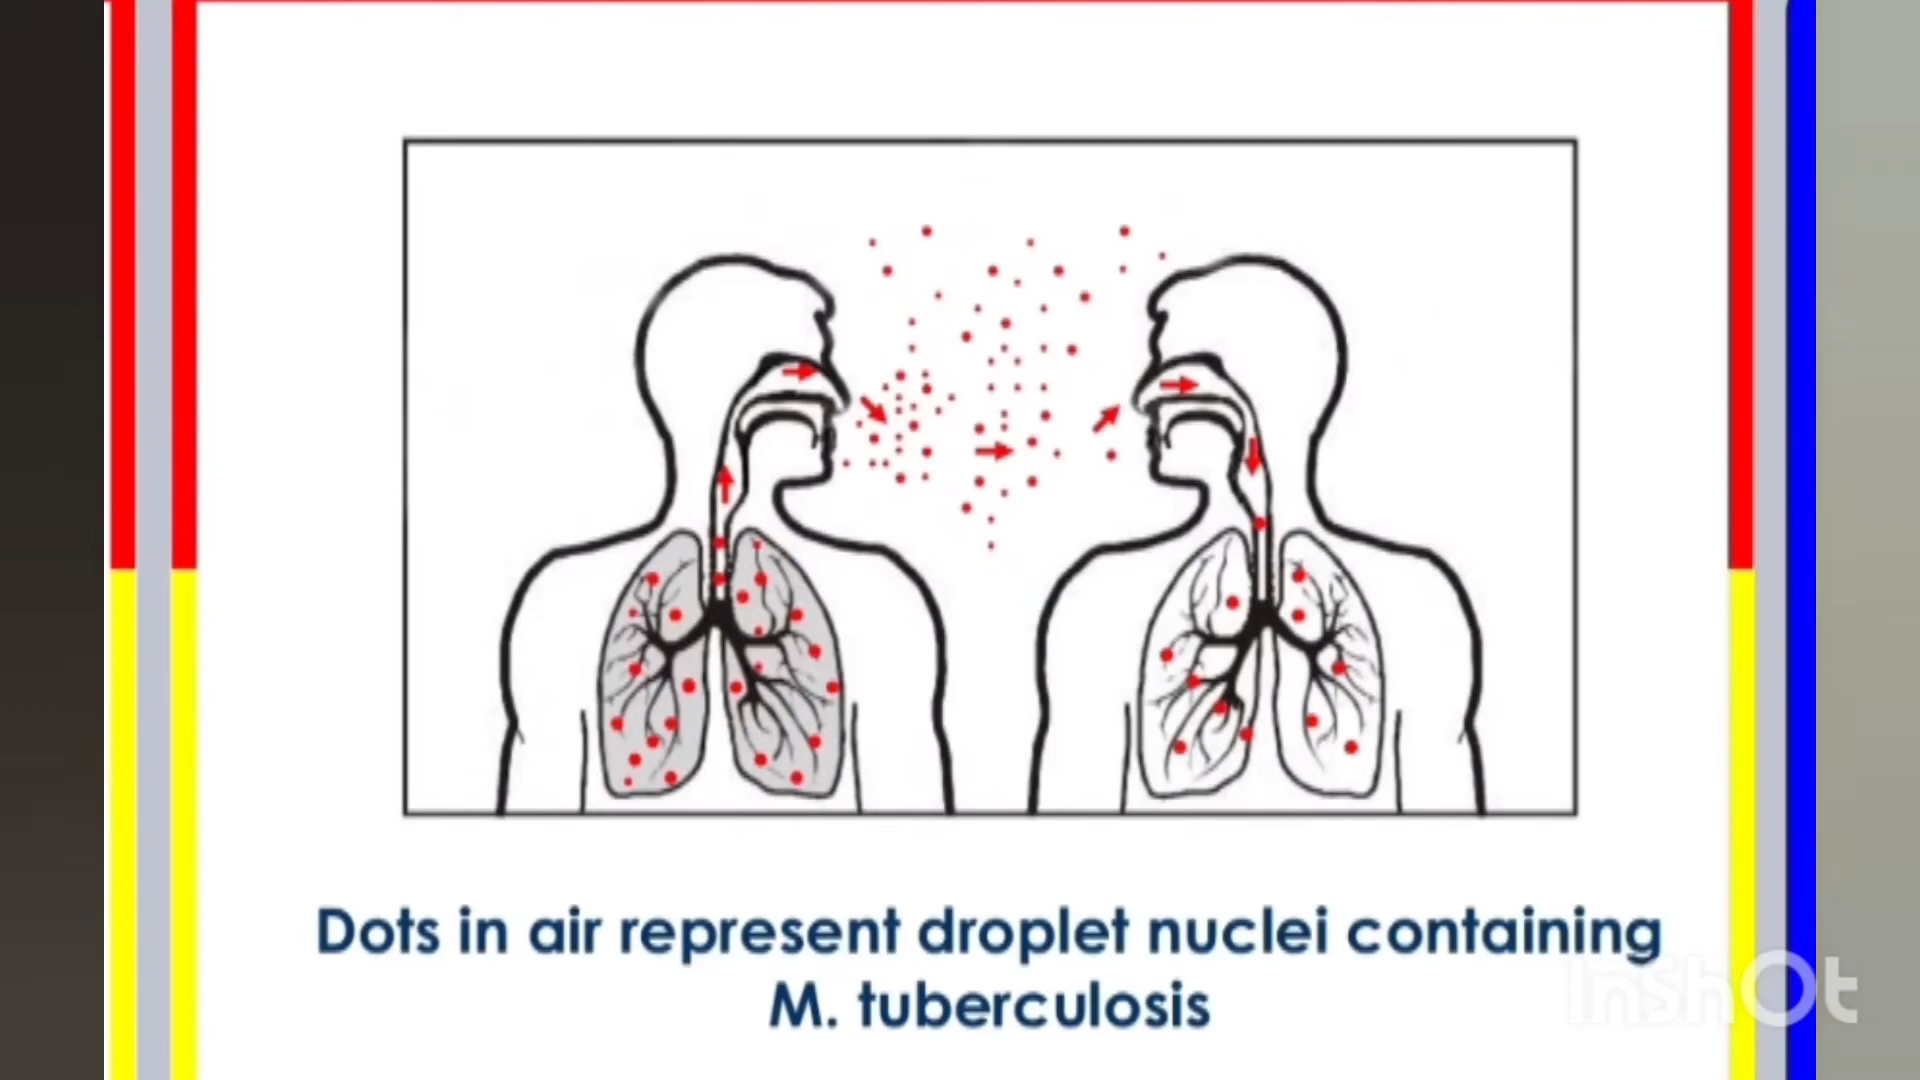 Dots in air represent droplet nuclei containing
M. tuberculosis
InShOt